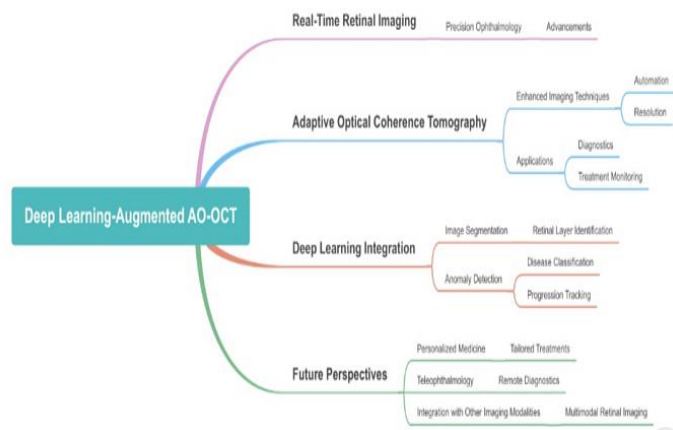 Real-Time Retinal Imaging
Precision Ophthalmology
Advancements
Adaptive Optical Coherence Tomography
Enhanced Imaging Techniques
Automation
Resolution
Applications
Diagnostics
Treatment Monitoring
Deep Learning-Augmented AO-OCT
Deep Learning Integration
Image Segmentation
Retinal Layer Identification
Anomaly Detection
Disease Classification
Progression Tracking
Future Perspectives
Personalized Medicine
Tailored Treatments
Teleophthalmology
Remote Diagnostics
Integration with Other Imaging Modalities
Multimodal Retinal Imaging